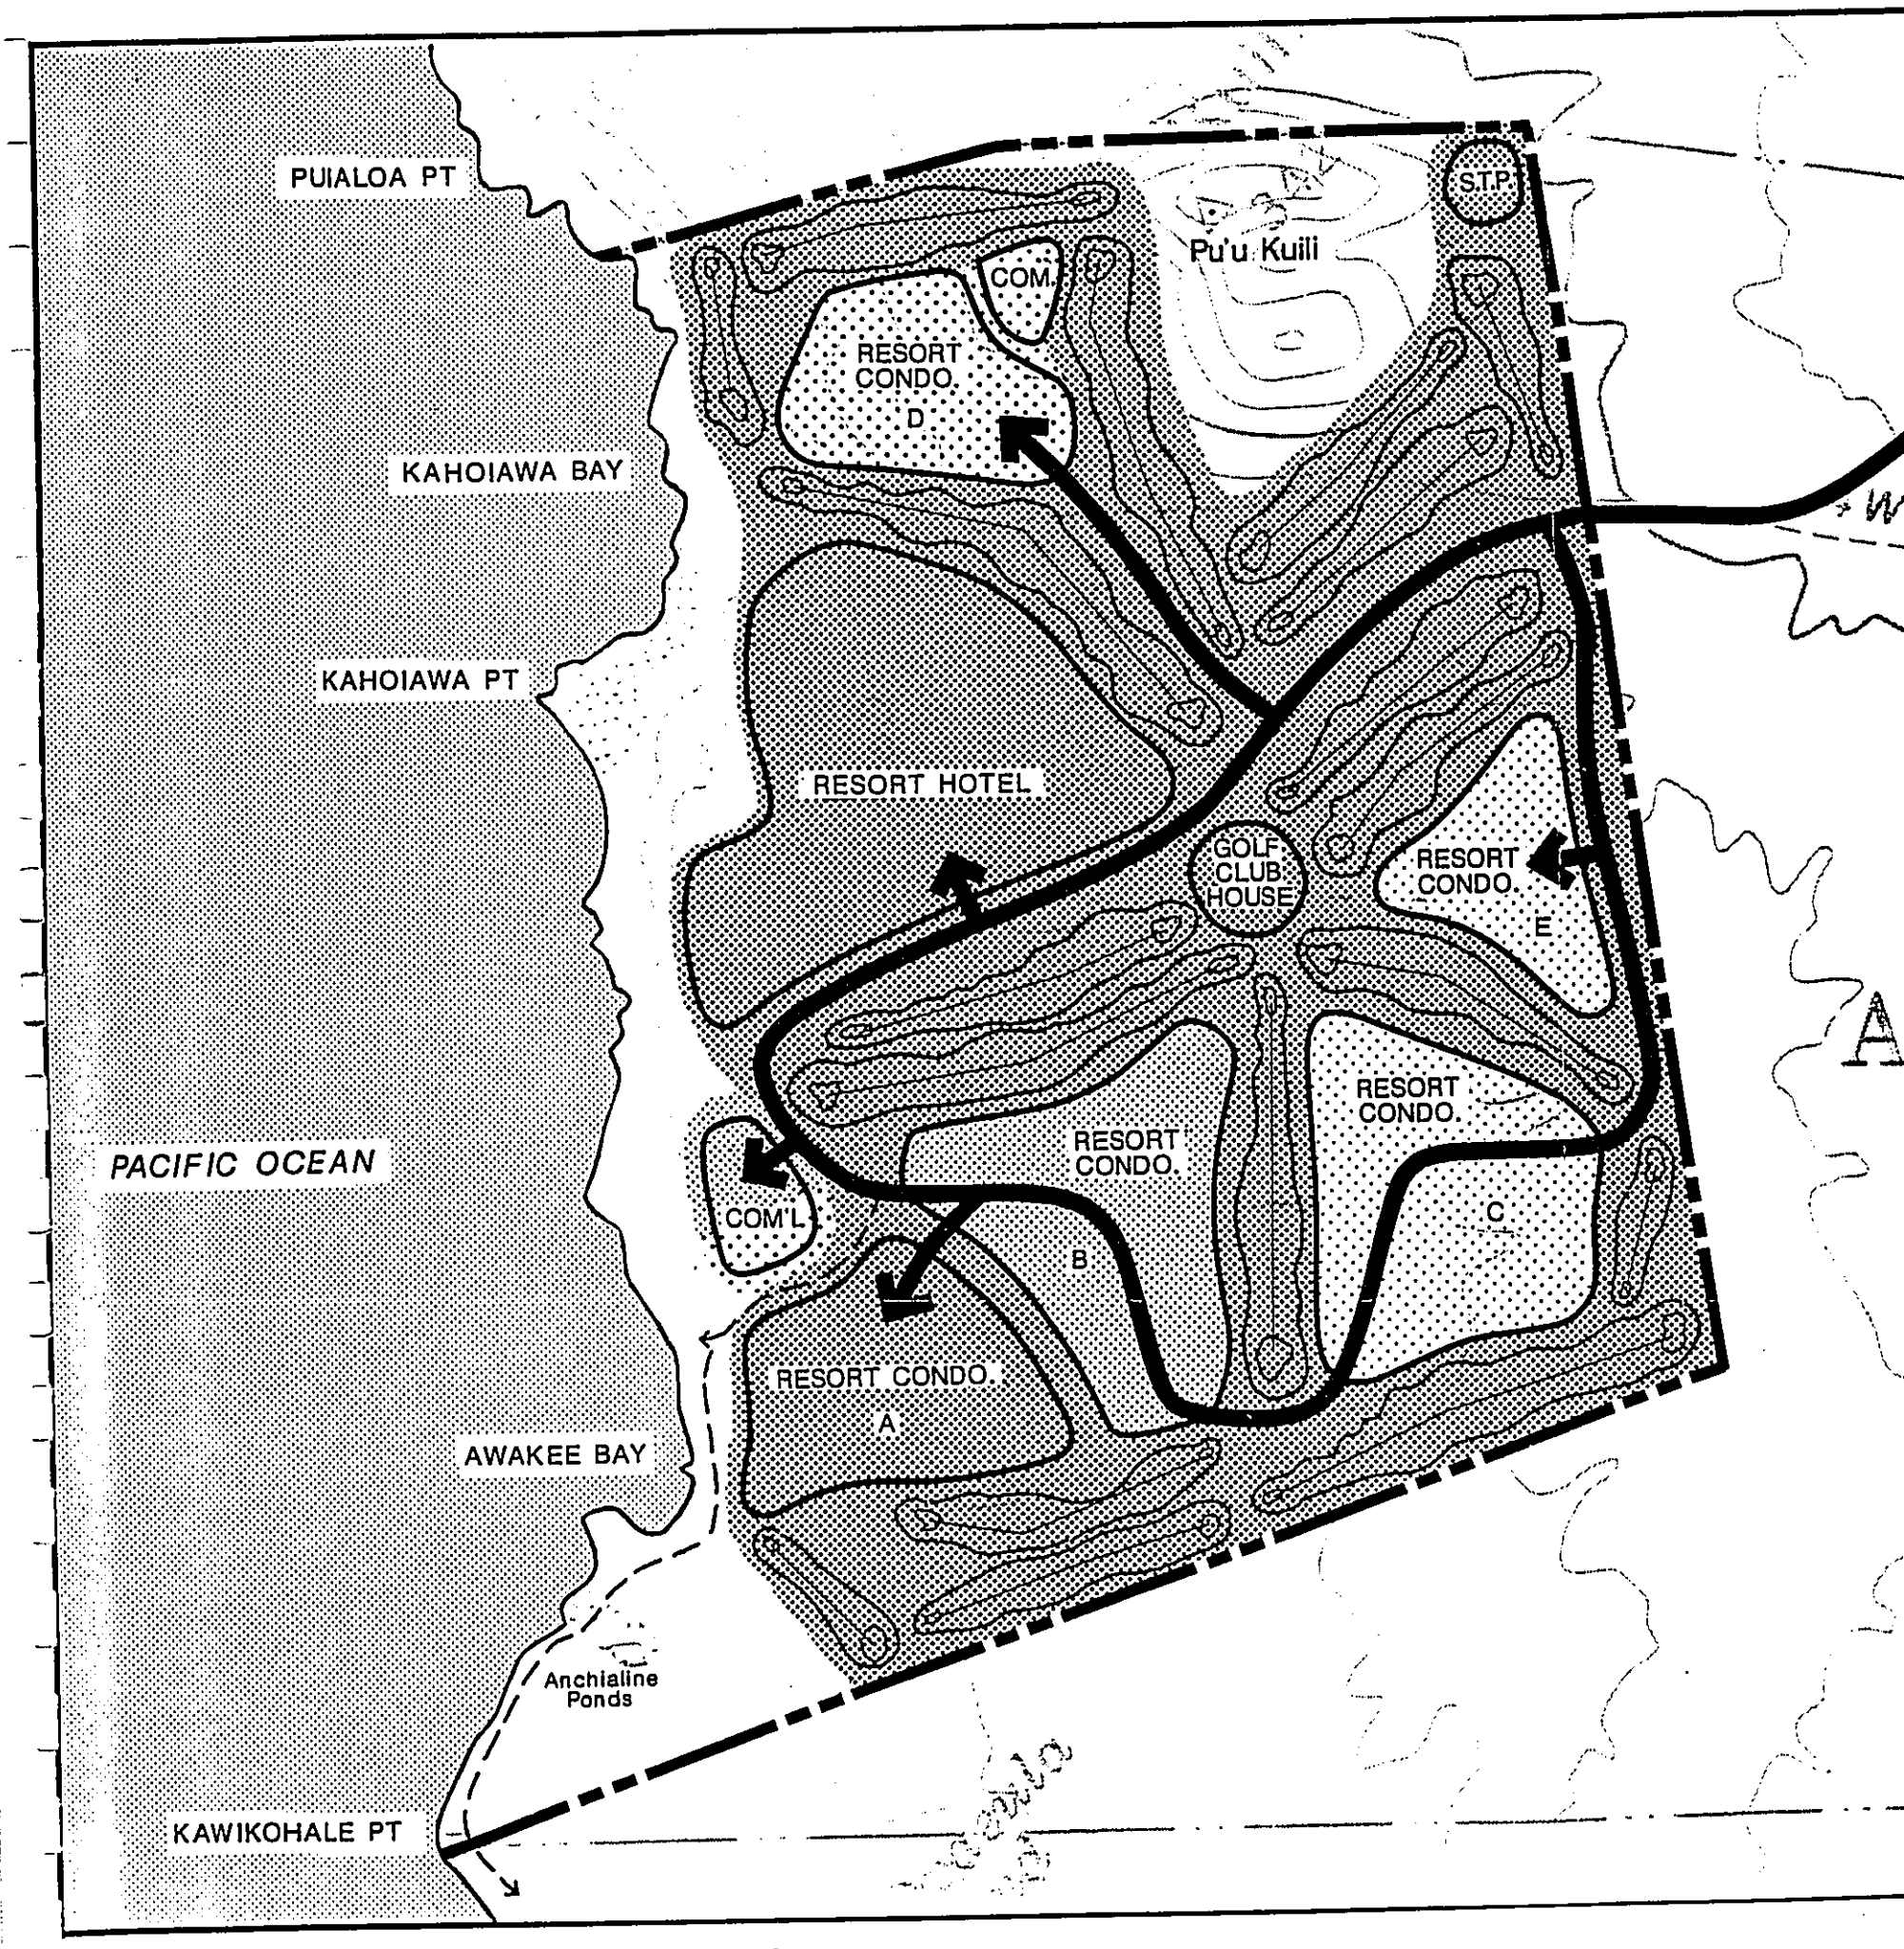 PUIALOA PT
S.T.P.
Pu'u Kuili
COM.
RESORT
CONDO.
D
KAHOIAWA BAY
W
KAHOIAWA PT
RESORT HOTEL
GOLF
CLUB
HOUSE
RESORT
CONDO.
E
A
RESORT
CONDO.
C
RESORT
CONDO.
B
PACIFIC OCEAN
COM'L
RESORT CONDO.
A
AWAKEE BAY
Anchialine
Ponds
KAWIKOHALE PT